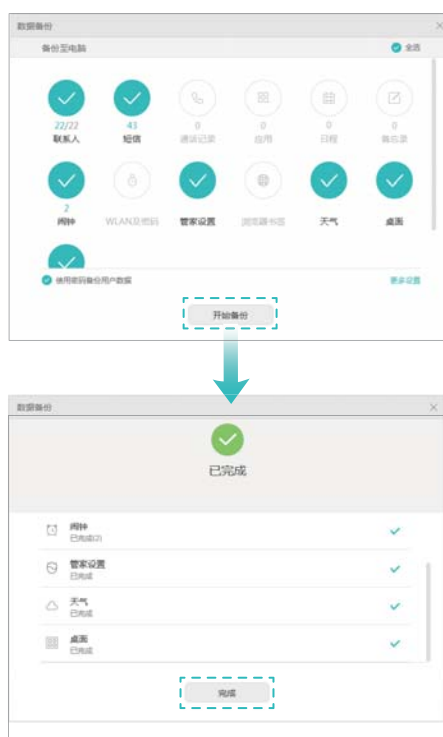 数据备份
备份至电脑 全选
22/22 43 0 0 0 0
联系人 短信 通话记录 应用 日程 备忘录
2
闹钟 WLAN及密码 管家设置 浏览器书签 天气 桌面
使用密码备份用户数据 更多设置
开始备份
数据备份
已完成
闹钟
已完成(2)
管家设置
已完成
天气
已完成
桌面
已完成
完成